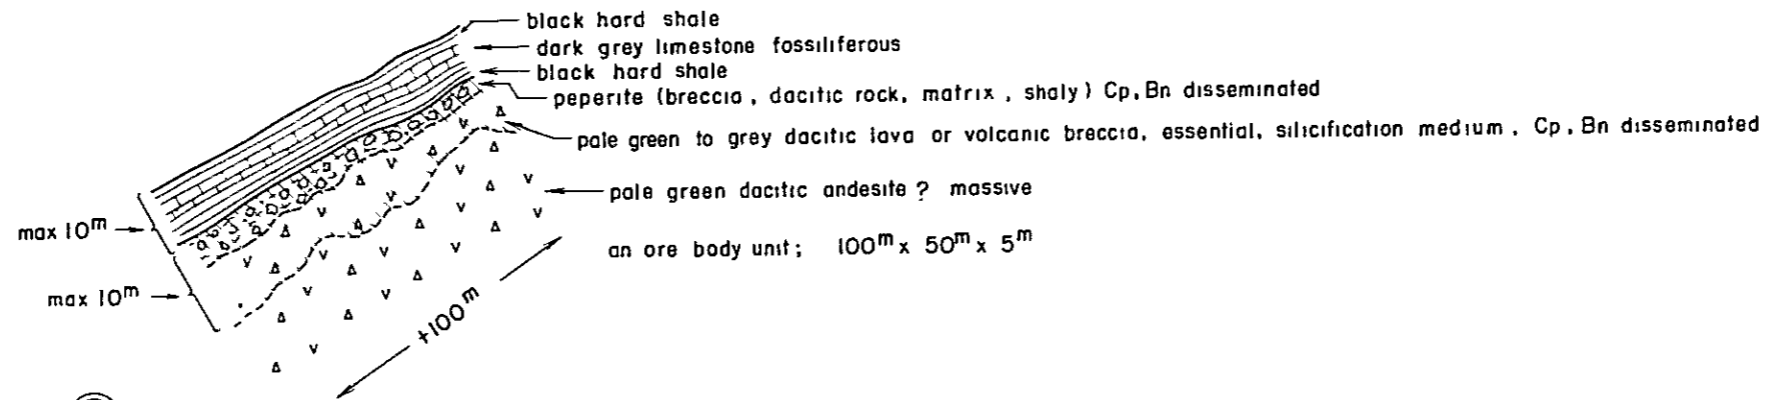 black hard shale
dark grey limestone fossiliferous
black hard shale
peperite (breccia, dacitic rock, matrix, shaly) Cp, Bn disseminated
pale green to grey dacitic lava or volcanic breccia, essential, silicification medium, Cp, Bn disseminated
pale green dacitic andesite? massive
max 10m
an ore body unit; 100m x 50m x 5m
max 10m
+100m